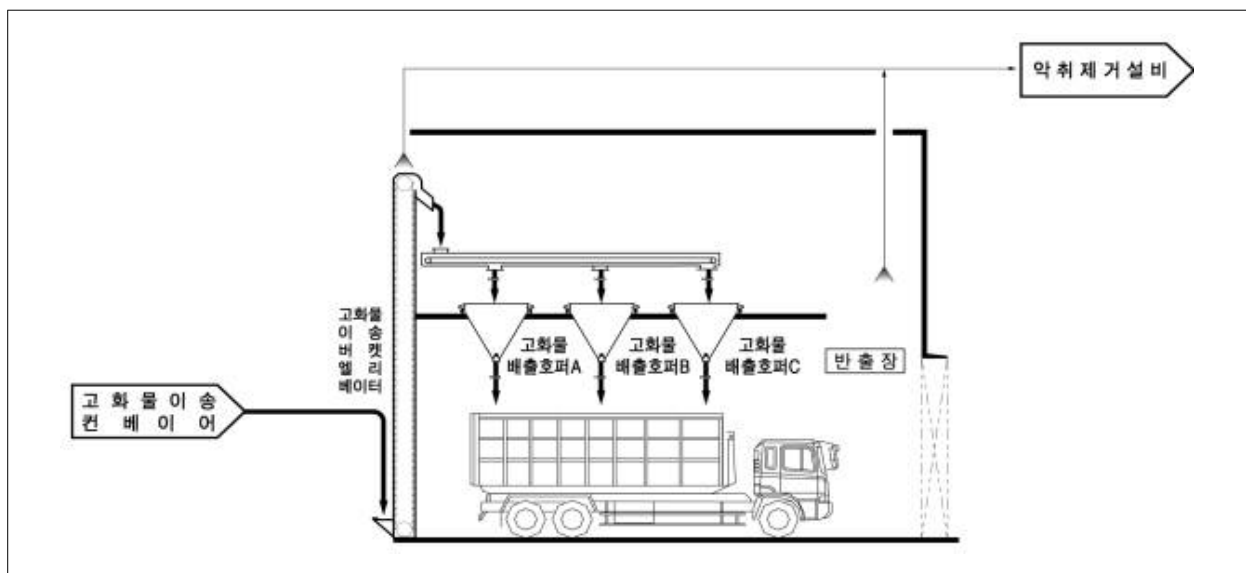 악취제거설비
고화물
이 송
버 켓
엘 리
베이터
고화물
배출호퍼A
고화물
배출호퍼B
고화물
배출호퍼C
반 출 장
고 화 물 이 송
컨 베 이 어